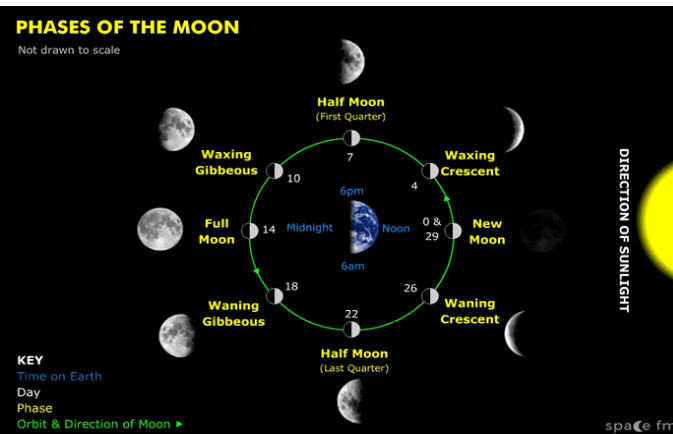 PHASES OF THE MOON
Not drawn to scale
Half Moon
(First Quarter)
7
Waxing
Gibbeous
10
Waxing
Crescent
4
6pm
Full
Moon
14
Midnight
Noon
0 &
29
New
Moon
6am
DIRECTION OF SUNLIGHT
18
Waning
Gibbeous
26
Waning
Crescent
22
Half Moon
(Last Quarter)
KEY
Time on Earth
Day
Phase
Orbit & Direction of Moon ►
space fm